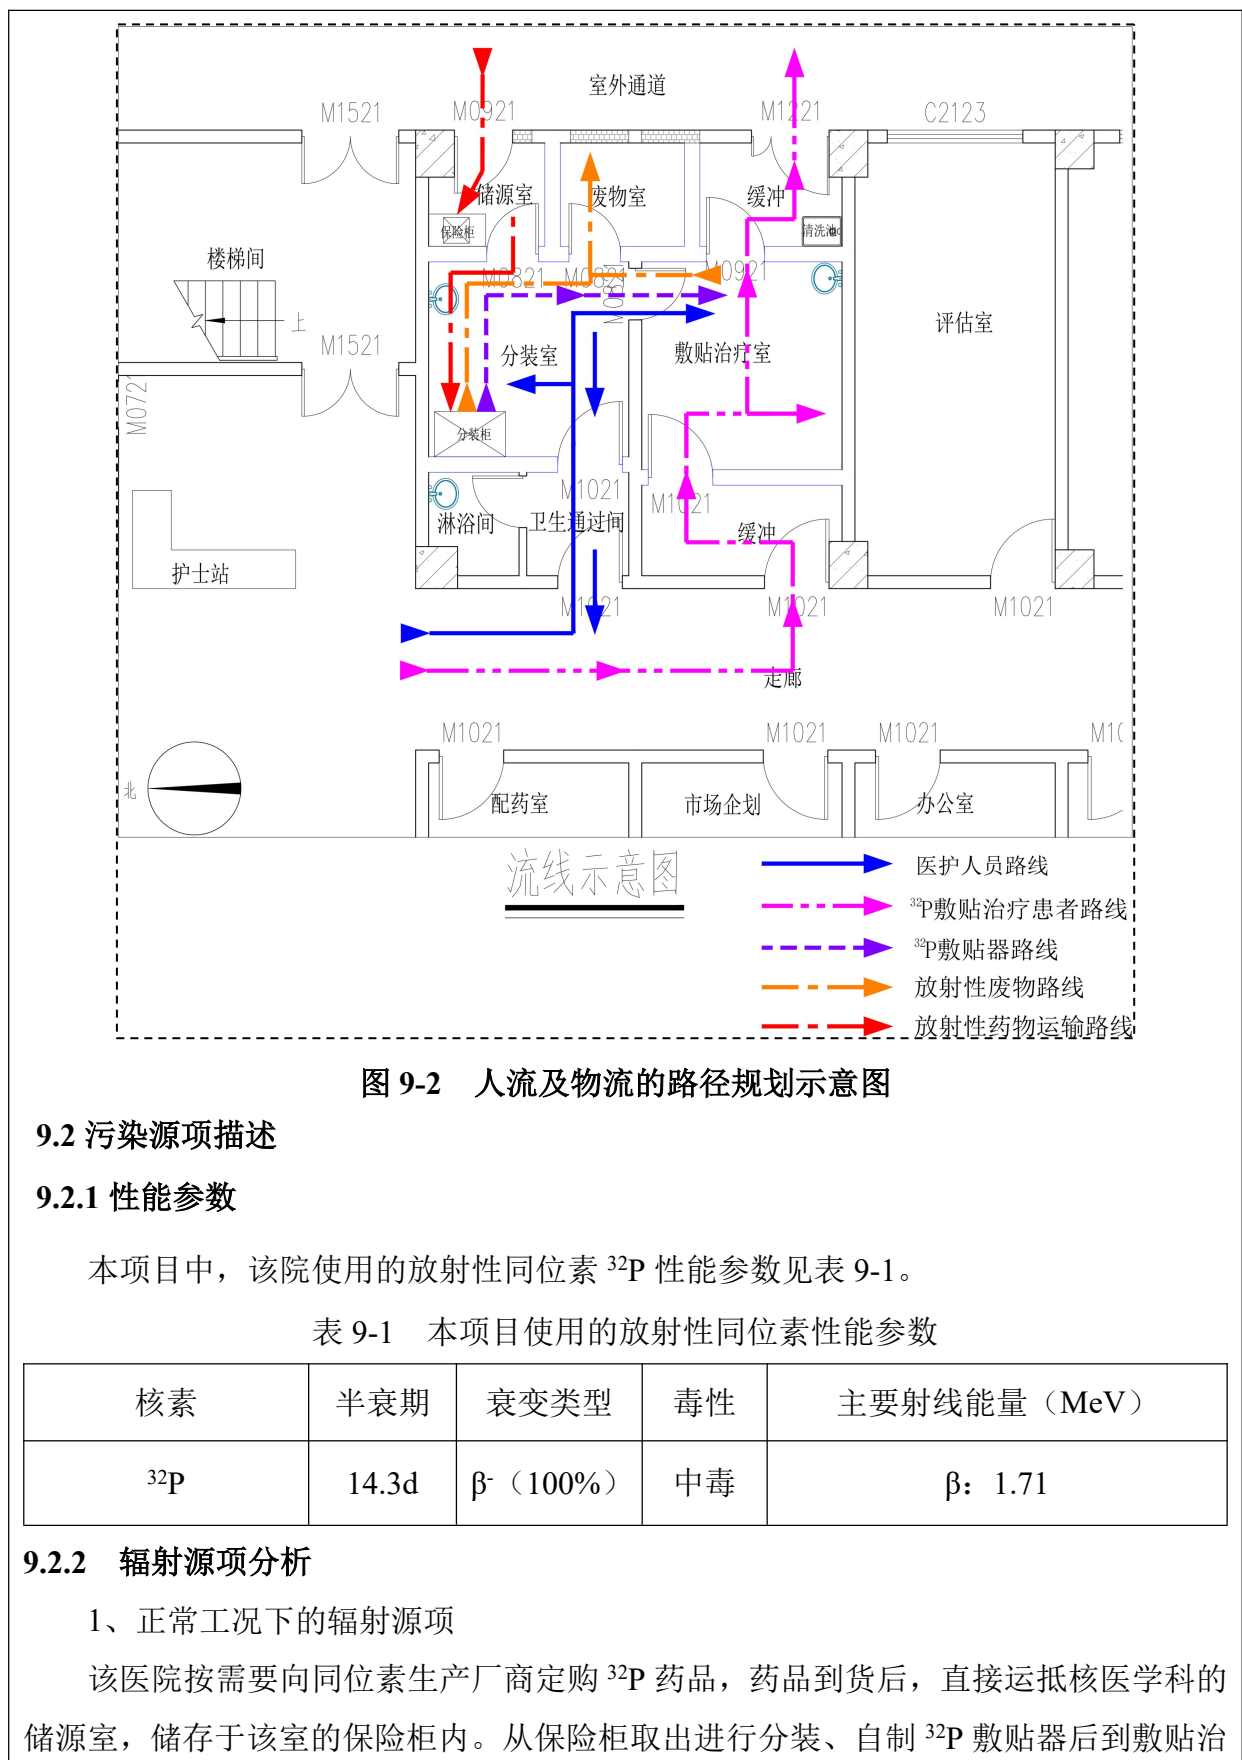 室外通道
M1521
M0921
M1221
C2123
储源室
废物室
缓冲
保险柜
清洗池
楼梯间
M0821
M0821
M0921
M0821
上
评估室
M1521
分装室
敷贴治疗室
M072
分装柜
M1021
M1021
淋浴间
卫生通过间
缓冲
护士站
M1021
M1021
M1021
走廊
M1021
M1021
M1021
M1(
北
配药室
市场企划
办公室
流线示意图
医护人员路线
³²P敷贴治疗患者路线
³²P敷贴器路线
放射性废物路线
放射性药物运输路线
图 9-2 人流及物流的路径规划示意图
9.2 污染源项描述
9.2.1 性能参数
本项目中，该院使用的放射性同位素 ³²P 性能参数见表 9-1。
表 9-1 本项目使用的放射性同位素性能参数
核素 半衰期 衰变类型 毒性 主要射线能量（MeV）
³²P 14.3d β⁻（100%） 中毒 β：1.71
9.2.2 辐射源项分析
1、正常工况下的辐射源项
该医院按需要向同位素生产厂商定购 ³²P 药品，药品到货后，直接运抵核医学科的
储源室，储存于该室的保险柜内。从保险柜取出进行分装、自制 ³²P 敷贴器后到敷贴治